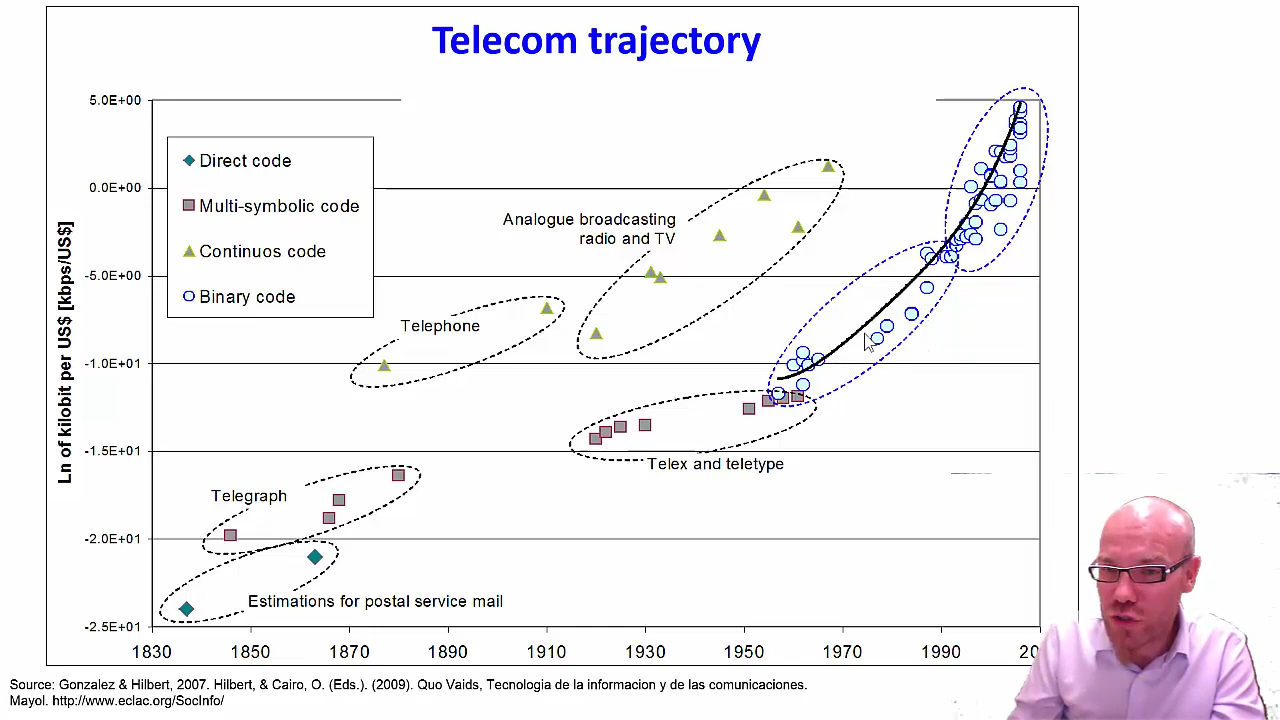 Telecom trajectory
Ln of kilobit per US$ [kbps/US$]
5.0E+00
0.0E+00
-5.0E+00
-1.0E+01
-1.5E+01
-2.0E+01
-2.5E+01
Direct code
Multi-symbolic code
Continuos code
Binary code
Analogue broadcasting
radio and TV
Telephone
Telex and teletype
Telegraph
Estimations for postal service mail
1830 1850 1870 1890 1910 1930 1950 1970 1990 20
Source: Gonzalez & Hilbert, 2007. Hilbert, & Cairo, O. (Eds.). (2009). Quo Vaids, Tecnologia de la informacion y de las comunicaciones.
Mayol. http://www.eclac.org/SocInfo/